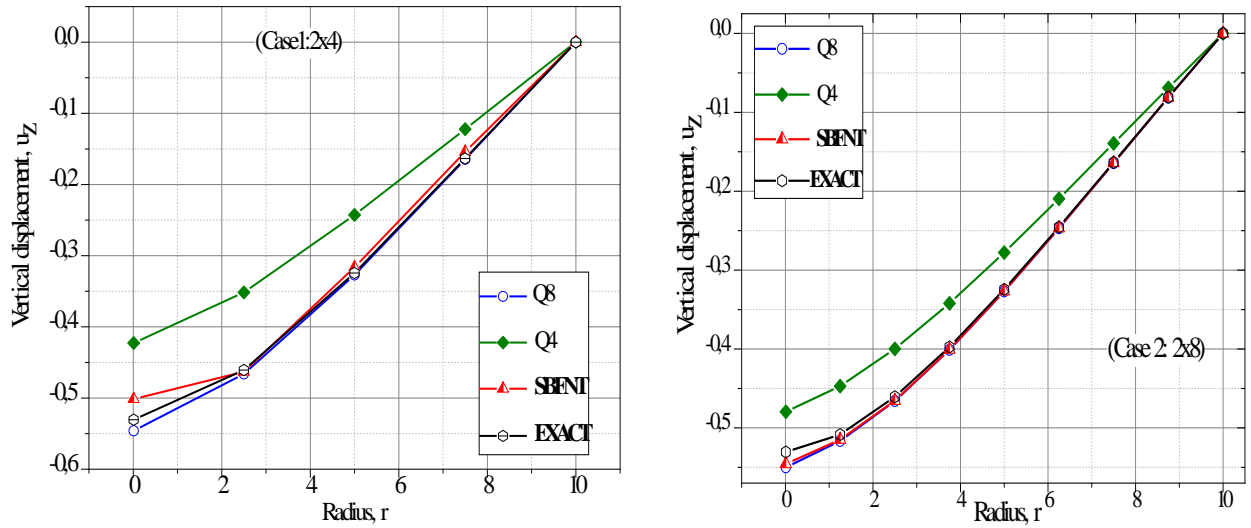 (Case1:2x4)
0,0
-0,1
-0,2
-0,3
-0,4
-0,5
-0,6
Vertical displacement, uz
Q8
Q4
SBFNT
EXACT
0 2 4 6 8 10
Radius, r
0,0
-0,1
-0,2
-0,3
-0,4
-0,5
Vertical displacement, uz
Q8
Q4
SBFNT
EXACT
(Case 2: 2x8)
0 2 4 6 8 10
Radius, r